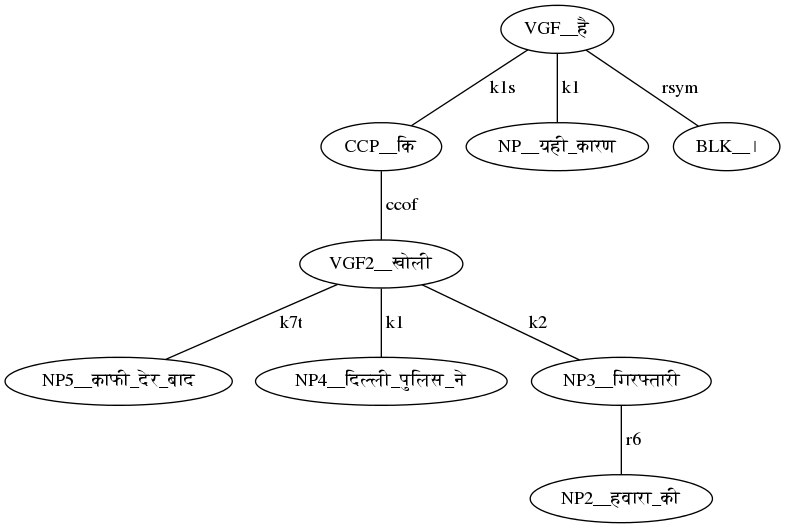 VGF__है
k1s k1 rsym
CCP__कि NP__यही_कारण BLK__।
ccof
VGF2__खोली
k7t k1 k2
NP5__काफी_देर_बाद NP4__दिल्ली_पुलिस_ने NP3__गिरफ्तारी
r6
NP2__हवारा_की